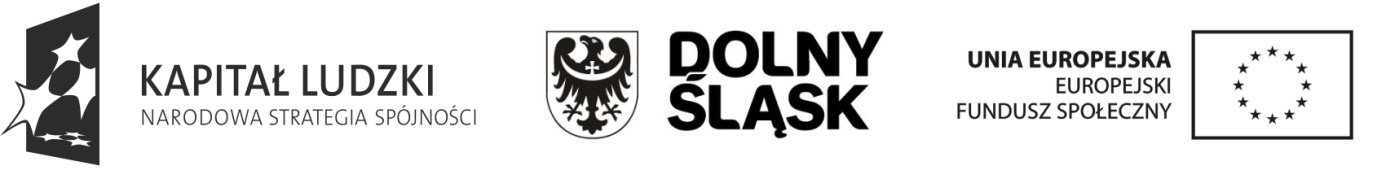 KAPITAŁ LUDZKI
NARODOWA STRATEGIA SPÓJNOŚCI
DOLNY
ŚLĄSK
UNIA EUROPEJSKA
EUROPEJSKI
FUNDUSZ SPOŁECZNY